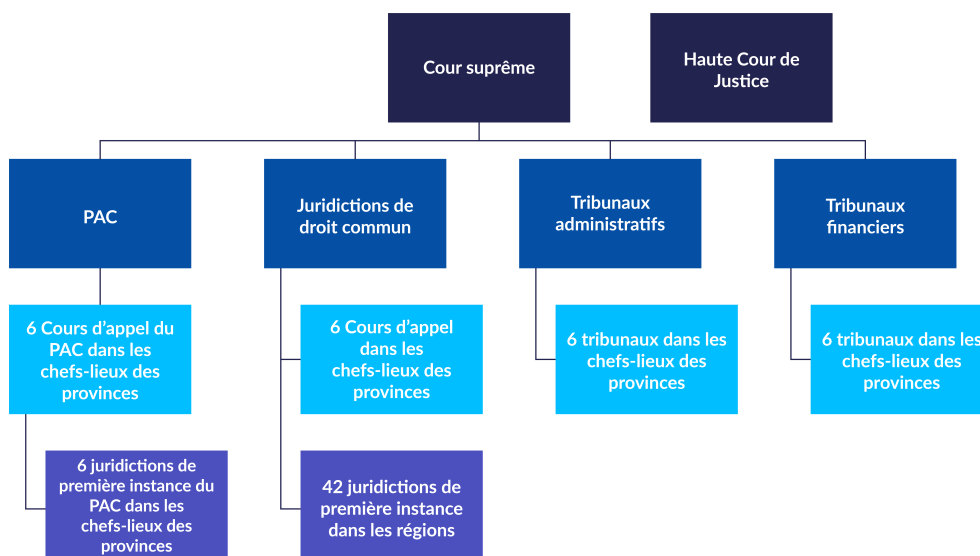 Cour suprême
Haute Cour de
Justice
PAC
Juridictions de
droit commun
Tribunaux
administratifs
Tribunaux
financiers
6 Cours d’appel du
PAC dans les
chefs-lieux des
provinces
6 Cours d’appel
dans les
chefs-lieux des
provinces
6 tribunaux dans les
chefs-lieux des
provinces
6 tribunaux dans les
chefs-lieux des
provinces
6 juridictions de
première instance du
PAC dans les
chefs-lieux des
provinces
42 juridictions de
première instance
dans les régions